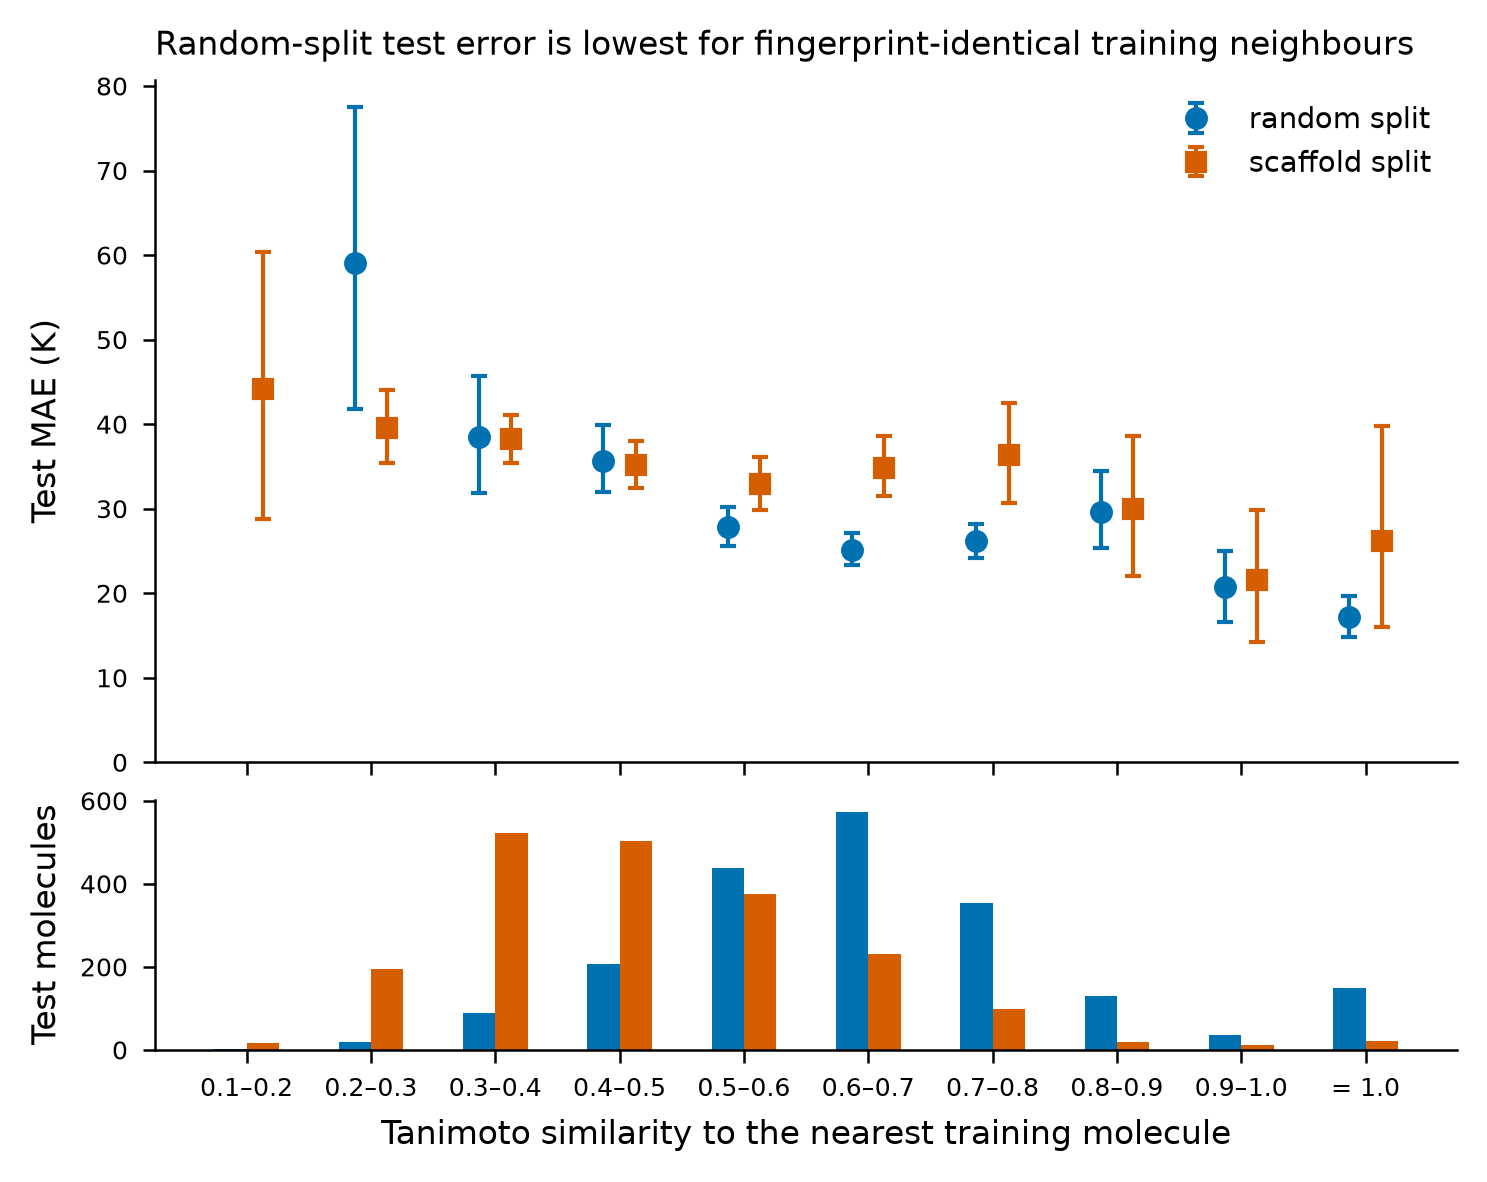 Random-split test error is lowest for fingerprint-identical training neighbours
random split
scaffold split
Test MAE (K)
80
70
60
50
40
30
20
10
0
Test molecules
600
400
200
0
0.1–0.2 0.2–0.3 0.3–0.4 0.4–0.5 0.5–0.6 0.6–0.7 0.7–0.8 0.8–0.9 0.9–1.0 = 1.0
Tanimoto similarity to the nearest training molecule